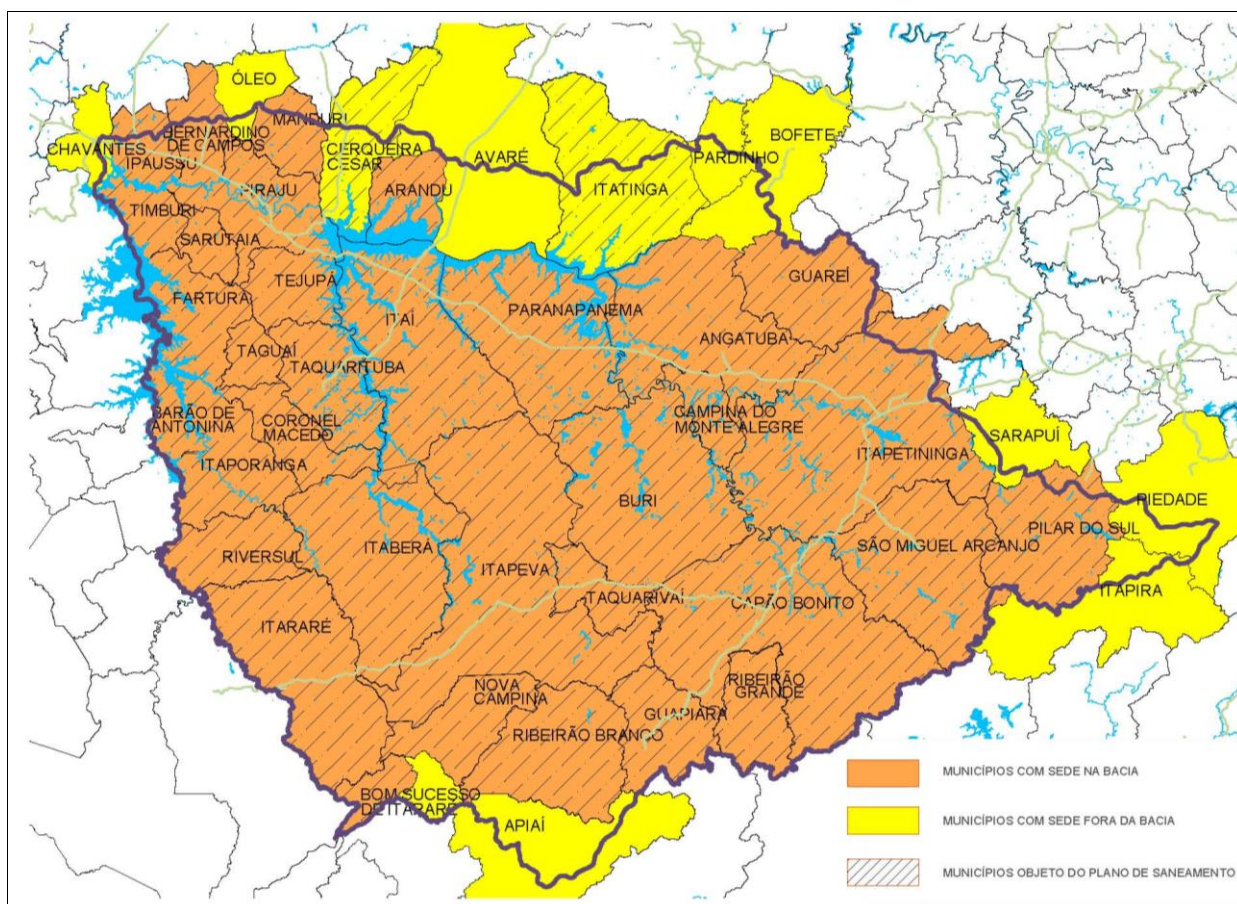 ÓLEO
MANDURI
CHAVANTES
BERNARDINO
DE CAMPOS
IPAUSSU
CERQUEIRA
CESAR
AVARÉ
PARDINHO
BOFETE
PIRAJU
ARANDU
ITATINGA
TIMBURI
SARUTAIA
TEJUPÁ
GUAREÍ
FARTURA
ITAÍ
PARANAPANEMA
ANGATUBA
TAGUAÍ
TAQUARITUBA
BARÃO DE
ANTONINA
CORONEL
MACEDO
CAMPINA DO
MONTE ALEGRE
SARAPUÍ
ITAPETININGA
ITAPORANGA
BURI
PIEDADE
PILAR DO SUL
RIVERSUL
ITABERÁ
ITAPEVA
SÃO MIGUEL ARCANJO
TAQUARIVAÍ
CAPÃO BONITO
ITAPIRA
ITARARÉ
NOVA
CAMPINA
RIBEIRÃO
GRANDE
GUAPIARA
RIBEIRÃO BRANCO
BOM SUCESSO
DE ITARARÉ
APIAÍ
MUNICÍPIOS COM SEDE NA BACIA
MUNICÍPIOS COM SEDE FORA DA BACIA
MUNICÍPIOS OBJETO DO PLANO DE SANEAMENTO